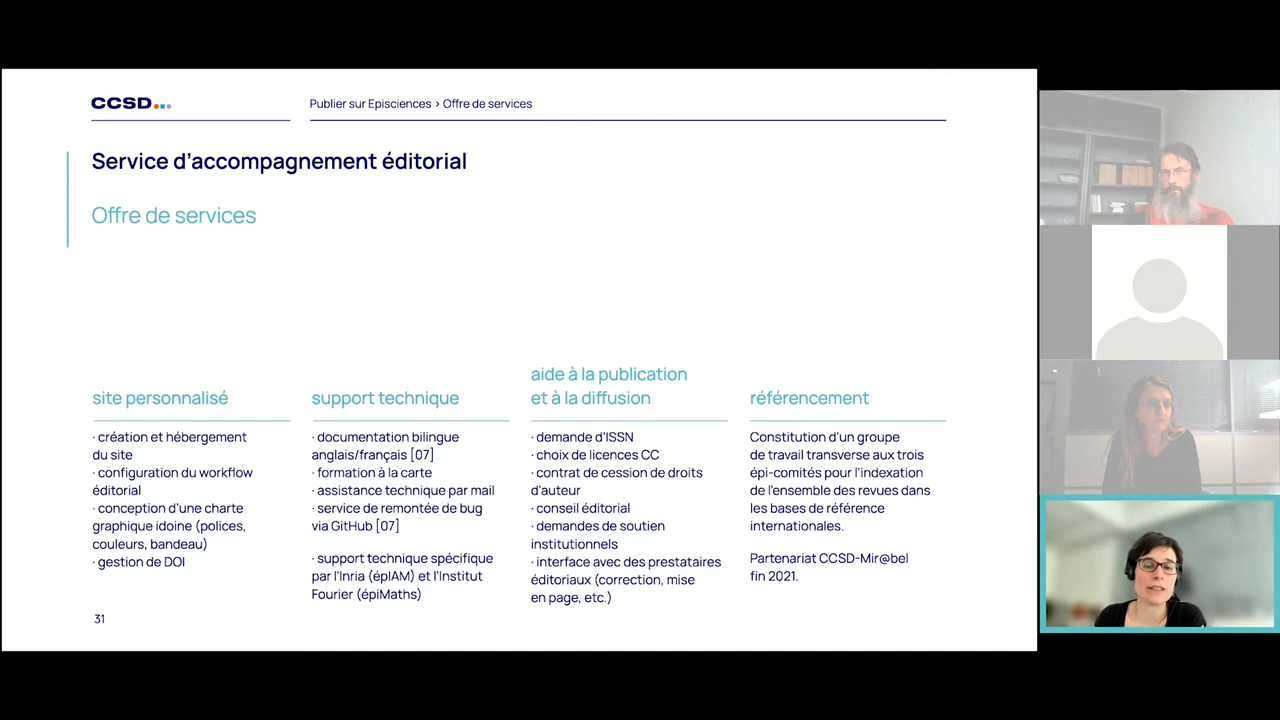 CCSD
Publier sur Episciences > Offre de services
Service d'accompagnement éditorial
Offre de services
site personnalisé
· création et hébergement
du site
· configuration du workflow
éditorial
· conception d'une charte
graphique idoine (polices,
couleurs, bandeau)
· gestion de DOI
support technique
· documentation bilingue
anglais/français [07]
· formation à la carte
· assistance technique par mail
· service de remontée de bug
via GitHub [07]
· support technique spécifique
par l'Inria (épIAM) et l'Institut
Fourier (épiMaths)
aide à la publication
et à la diffusion
· demande d'ISSN
· choix de licences CC
· contrat de cession de droits
d'auteur
· conseil éditorial
· demandes de soutien
institutionnels
· interface avec des prestataires
éditoriaux (correction, mise
en page, etc.)
référencement
Constitution d'un groupe
de travail transverse aux trois
épi-comités pour l'indexation
de l'ensemble des revues dans
les bases de référence
internationales.
Partenariat CCSD-Mir@bel
fin 2021.
31